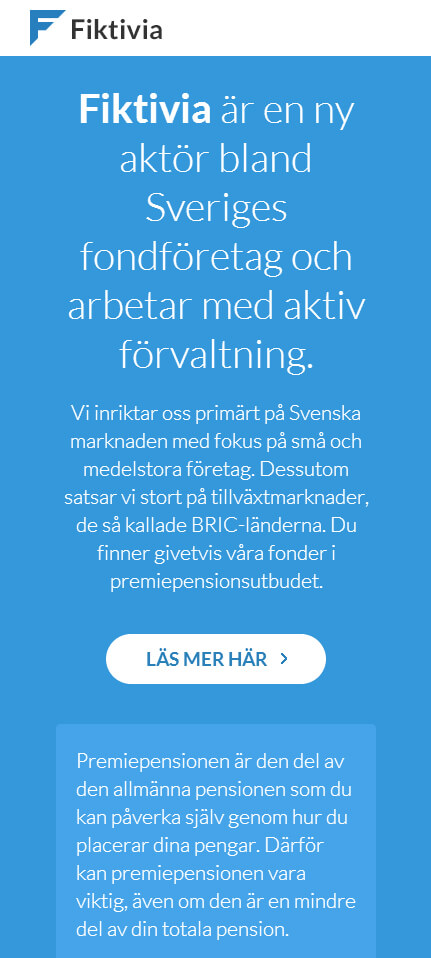 Fiktivia
Fiktivia är en ny
aktör bland
Sveriges
fondföretag och
arbetar med aktiv
förvaltning.
Vi inriktar oss primärt på Svenska
marknaden med fokus på små och
medelstora företag. Dessutom
satsar vi stort på tillväxtmarknader,
de så kallade BRIC-länderna. Du
finner givetvis våra fonder i
premiepensionsutbudet.
LÄS MER HÄR
Premiepensionen är den del av
den allmänna pensionen som du
kan påverka själv genom hur du
placerar dina pengar. Därför
kan premiepensionen vara
viktig, även om den är en mindre
del av din totala pension.